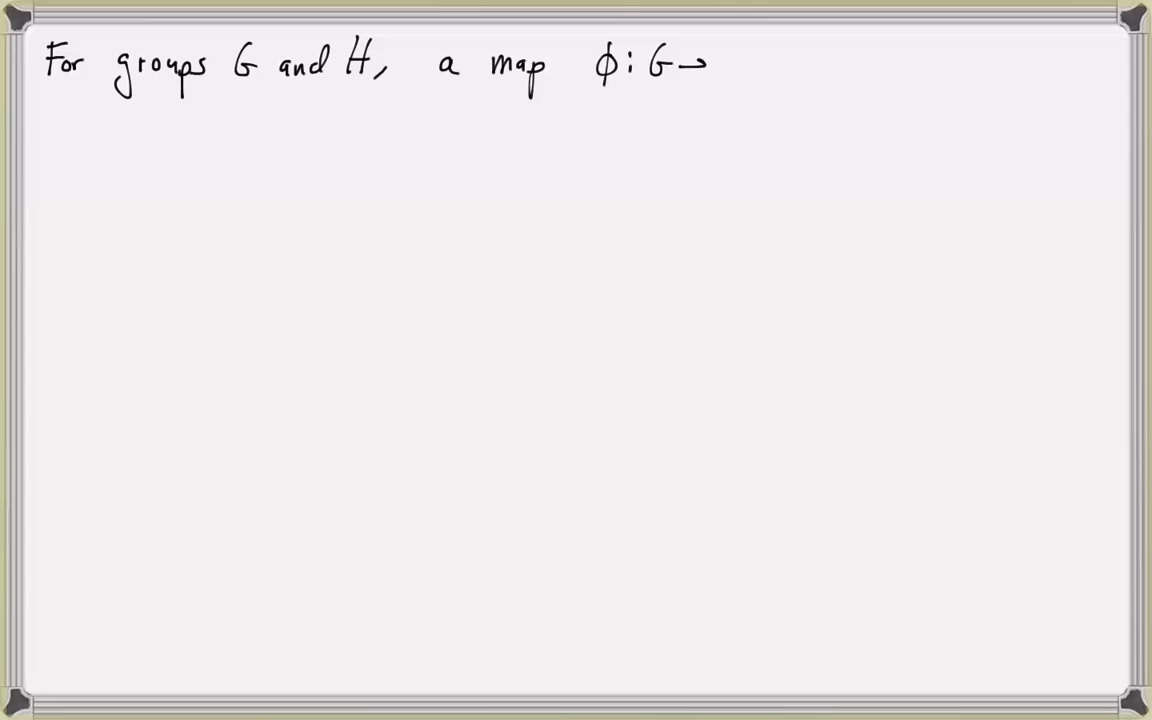 For groups G and H, a map φ: G→